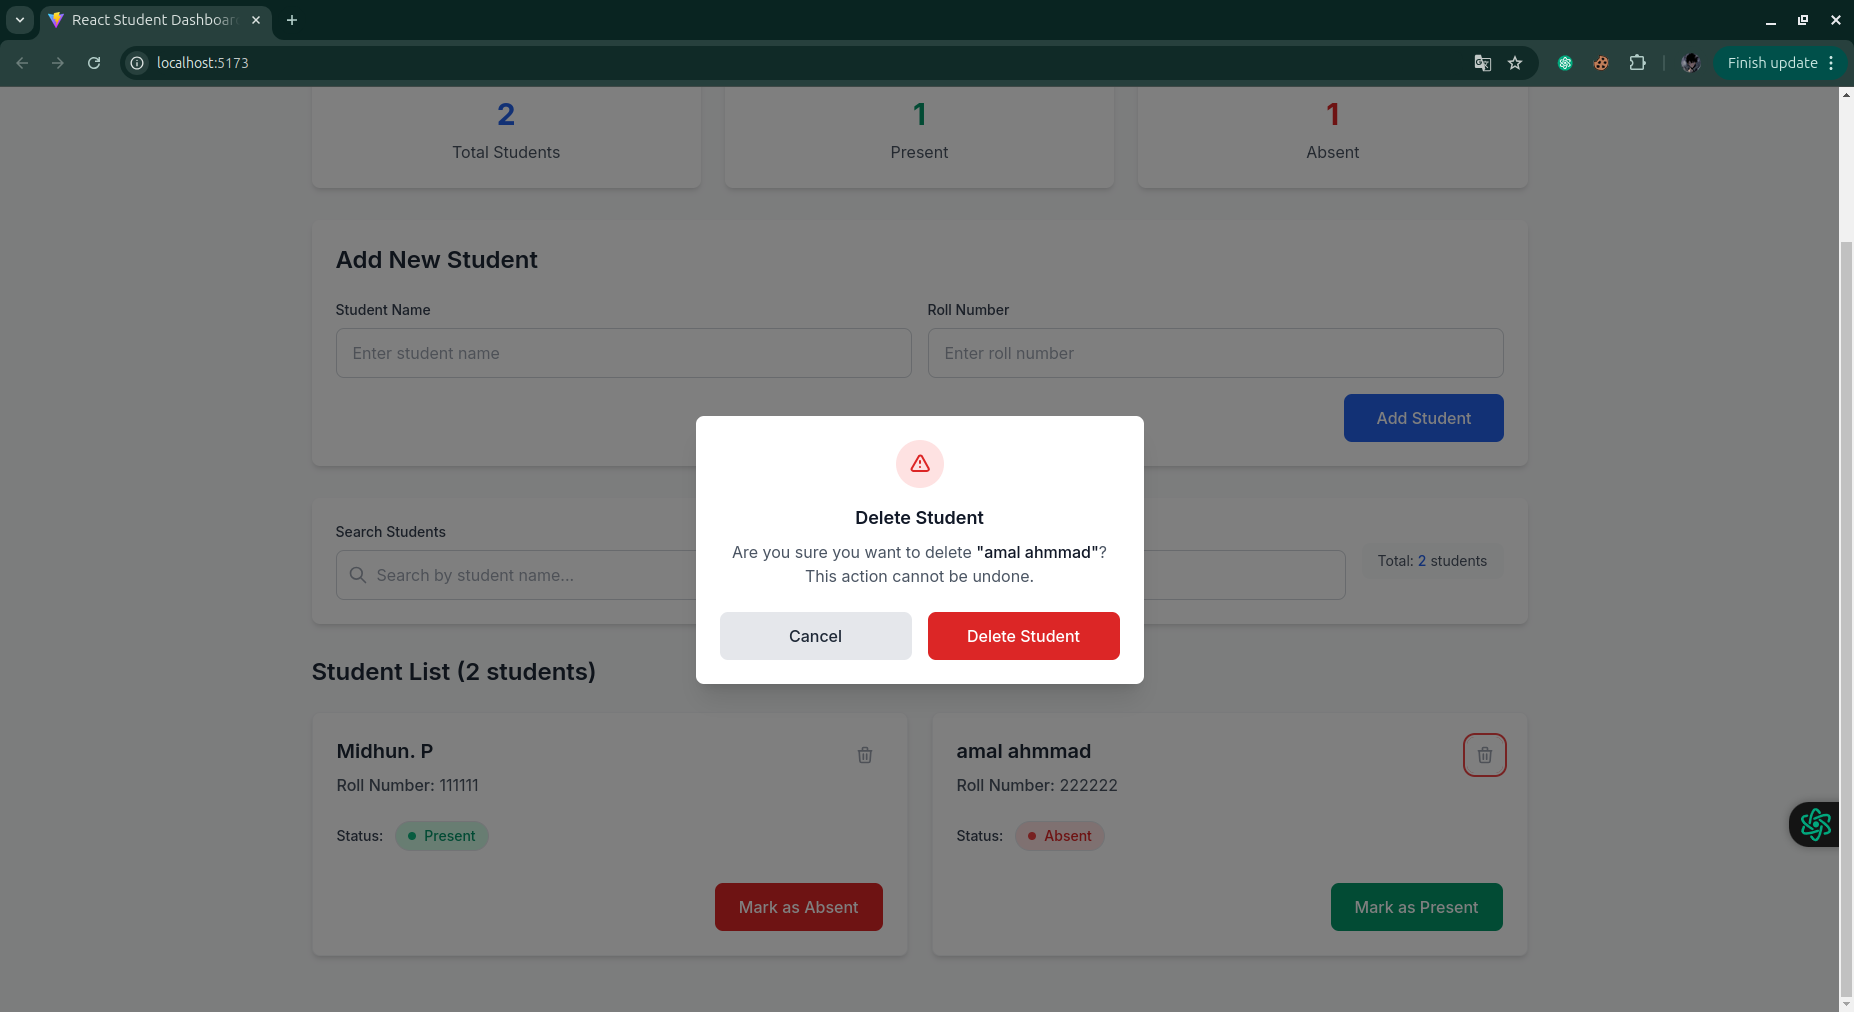 React Student Dashboar
localhost:5173
Finish update
2
Total Students
1
Present
1
Absent
Add New Student
Student Name
Roll Number
Enter student name
Enter roll number
Add Student
Delete Student
Are you sure you want to delete "amal ahmmad"?
This action cannot be undone.
Cancel
Delete Student
Search Students
Search by student name...
Total: 2 students
Student List (2 students)
Midhun. P
Roll Number: 111111
Status: Present
Mark as Absent
amal ahmmad
Roll Number: 222222
Status: Absent
Mark as Present